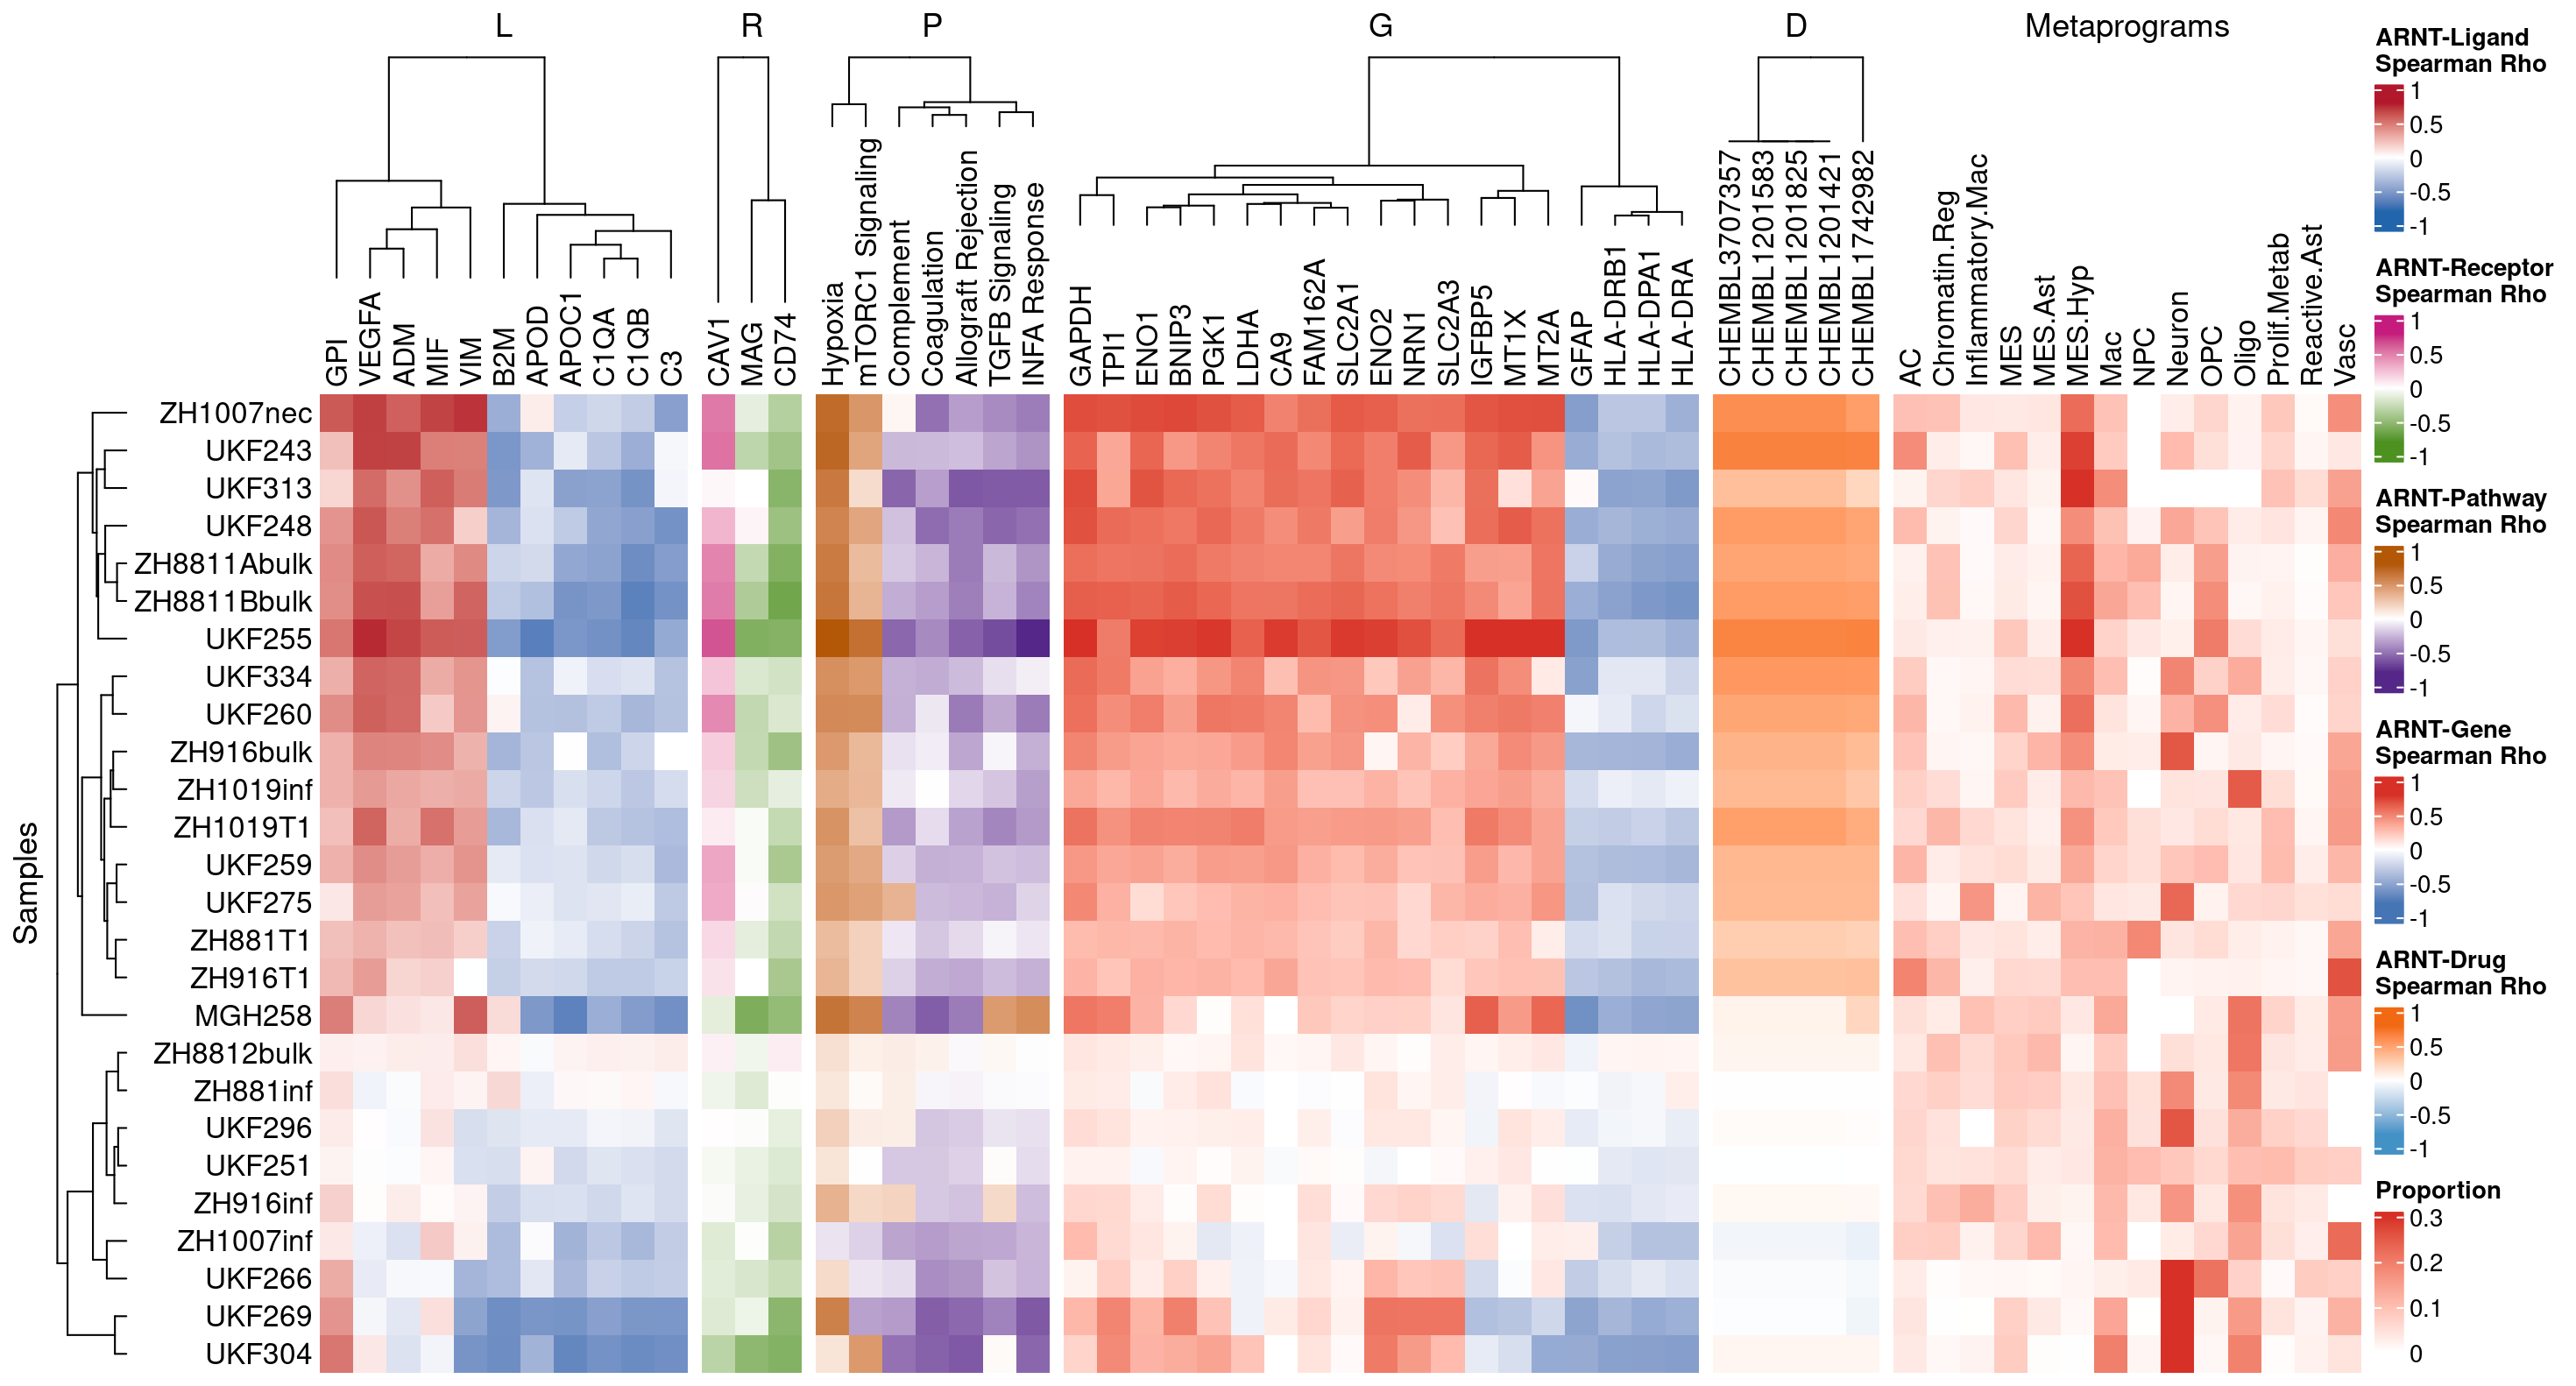 L
R
P
G
D
Metaprograms
GPI
VEGFA
ADM
MIF
VIM
B2M
APOD
APOC1
C1QA
C1QB
C3
CAV1
MAG
CD74
Hypoxia
mTORC1 Signaling
Complement
Coagulation
Allograft Rejection
TGFB Signaling
INFA Response
GAPDH
TPI1
ENO1
BNIP3
PGK1
LDHA
CA9
FAM162A
SLC2A1
ENO2
NRN1
SLC2A3
IGFBP5
MT1X
MT2A
GFAP
HLA-DRB1
HLA-DPA1
HLA-DRA
CHEMBL3707357
CHEMBL1201583
CHEMBL1201825
CHEMBL1201421
CHEMBL1742982
AC
Chromatin.Reg
Inflammatory.Mac
MES
MES.Ast
MES.Hyp
Mac
NPC
Neuron
OPC
Oligo
Prolif.Metab
Reactive.Ast
Vasc
Samples
ZH1007nec
UKF243
UKF313
UKF248
ZH8811Abulk
ZH8811Bbulk
UKF255
UKF334
UKF260
ZH916bulk
ZH1019inf
ZH1019T1
UKF259
UKF275
ZH881T1
ZH916T1
MGH258
ZH8812bulk
ZH881inf
UKF296
UKF251
ZH916inf
ZH1007inf
UKF266
UKF269
UKF304
ARNT-Ligand
Spearman Rho
1
0.5
0
-0.5
-1
ARNT-Receptor
Spearman Rho
1
0.5
0
-0.5
-1
ARNT-Pathway
Spearman Rho
1
0.5
0
-0.5
-1
ARNT-Gene
Spearman Rho
1
0.5
0
-0.5
-1
ARNT-Drug
Spearman Rho
1
0.5
0
-0.5
-1
Proportion
0.3
0.2
0.1
0